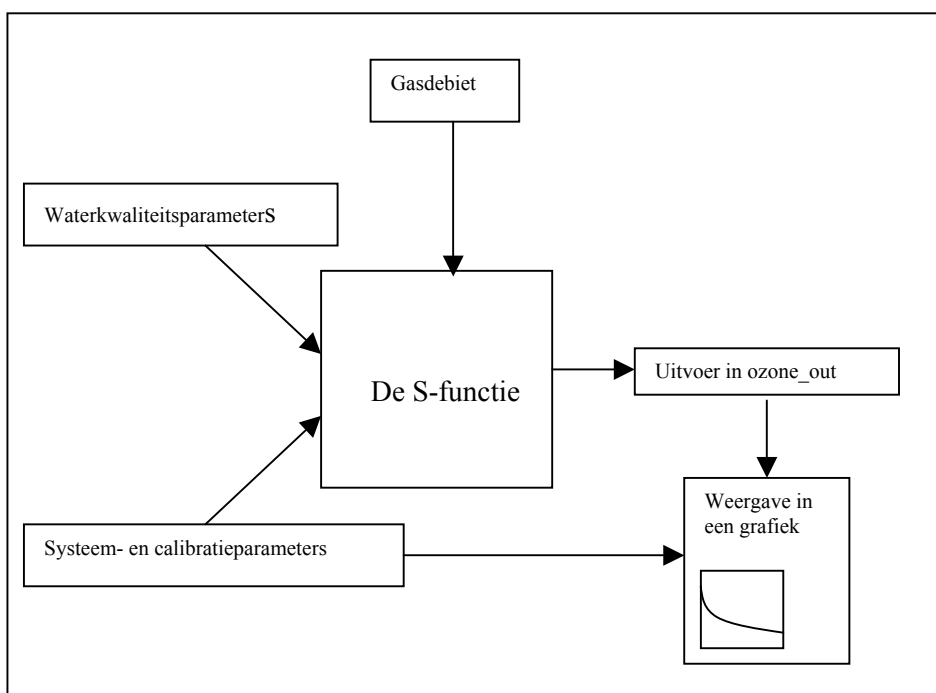 Gasdebiet
WaterkwaliteitsparameterS
De S-functie
Uitvoer in ozone_out
Systeem- en calibratieparameters
Weergave in
een grafiek